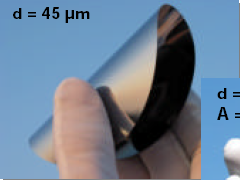 d = 45 µm
d =
A =